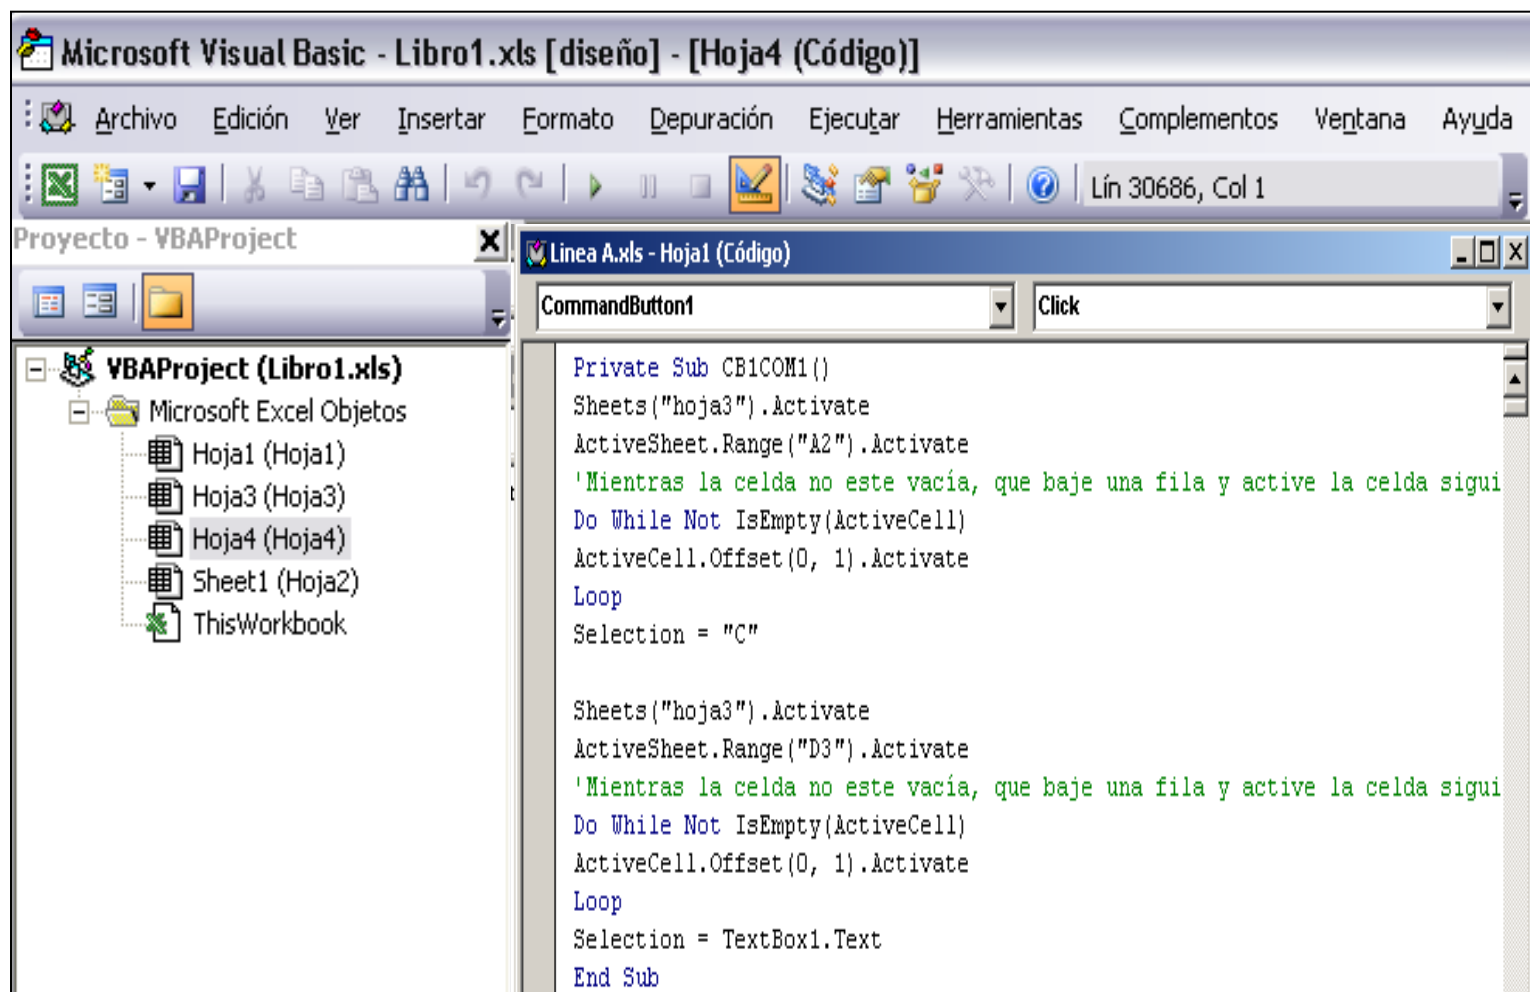 Microsoft Visual Basic - Libro1.xls [diseño] - [Hoja4 (Código)]
Archivo Edición Ver Insertar Formato Depuración Ejecutar Herramientas Complementos Ventana Ayuda
Lín 30686, Col 1
Proyecto - VBAProject
VBAProject (Libro1.xls)
Microsoft Excel Objetos
Hoja1 (Hoja1)
Hoja3 (Hoja3)
Hoja4 (Hoja4)
Sheet1 (Hoja2)
ThisWorkbook
Linea A.xls - Hoja1 (Código)
CommandButton1 Click
Private Sub CB1COM1()
Sheets("hoja3").Activate
ActiveSheet.Range("A2").Activate
'Mientras la celda no este vacía, que baje una fila y active la celda sigui
Do While Not IsEmpty(ActiveCell)
ActiveCell.Offset(0, 1).Activate
Loop
Selection = "C"
Sheets("hoja3").Activate
ActiveSheet.Range("D3").Activate
'Mientras la celda no este vacía, que baje una fila y active la celda sigui
Do While Not IsEmpty(ActiveCell)
ActiveCell.Offset(0, 1).Activate
Loop
Selection = TextBox1.Text
End Sub